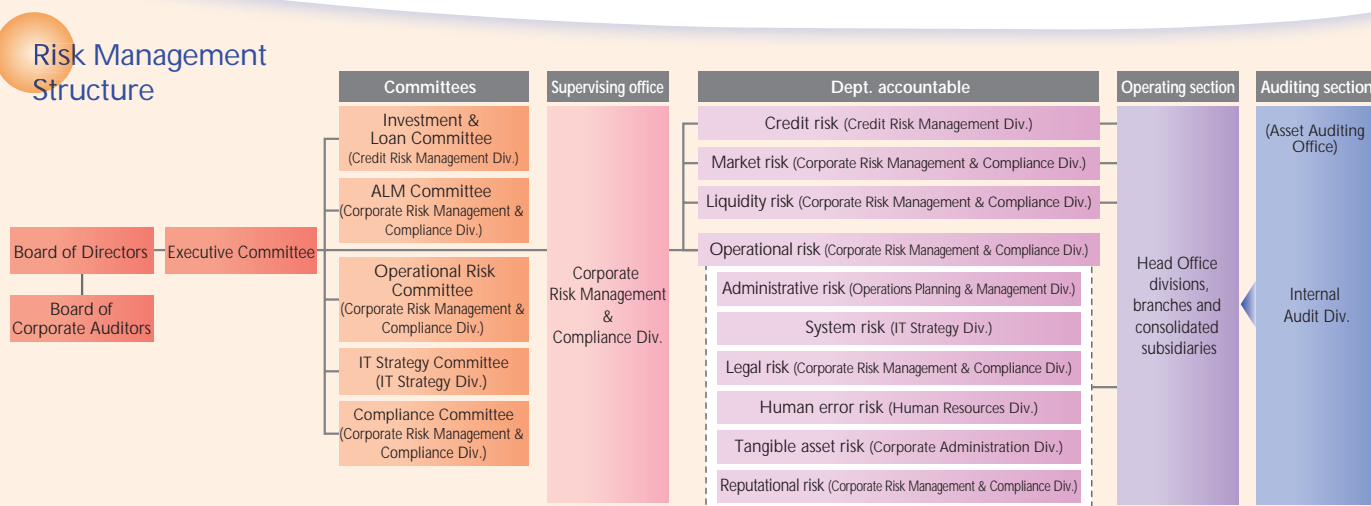 Risk Management
Structure
Committees
Supervising office
Dept. accountable
Operating section
Auditing section
Board of Directors
Executive Committee
Board of
Corporate Auditors
Investment &
Loan Committee
(Credit Risk Management Div.)
ALM Committee
(Corporate Risk Management &
Compliance Div.)
Operational Risk
Committee
(Corporate Risk Management &
Compliance Div.)
IT Strategy Committee
(IT Strategy Div.)
Compliance Committee
(Corporate Risk Management &
Compliance Div.)
Corporate
Risk Management
&
Compliance Div.
Credit risk (Credit Risk Management Div.)
Market risk (Corporate Risk Management & Compliance Div.)
Liquidity risk (Corporate Risk Management & Compliance Div.)
Operational risk (Corporate Risk Management & Compliance Div.)
Administrative risk (Operations Planning & Management Div.)
System risk (IT Strategy Div.)
Legal risk (Corporate Risk Management & Compliance Div.)
Human error risk (Human Resources Div.)
Tangible asset risk (Corporate Administration Div.)
Reputational risk (Corporate Risk Management & Compliance Div.)
Head Office
divisions,
branches and
consolidated
subsidiaries
(Asset Auditing
Office)
Internal
Audit Div.